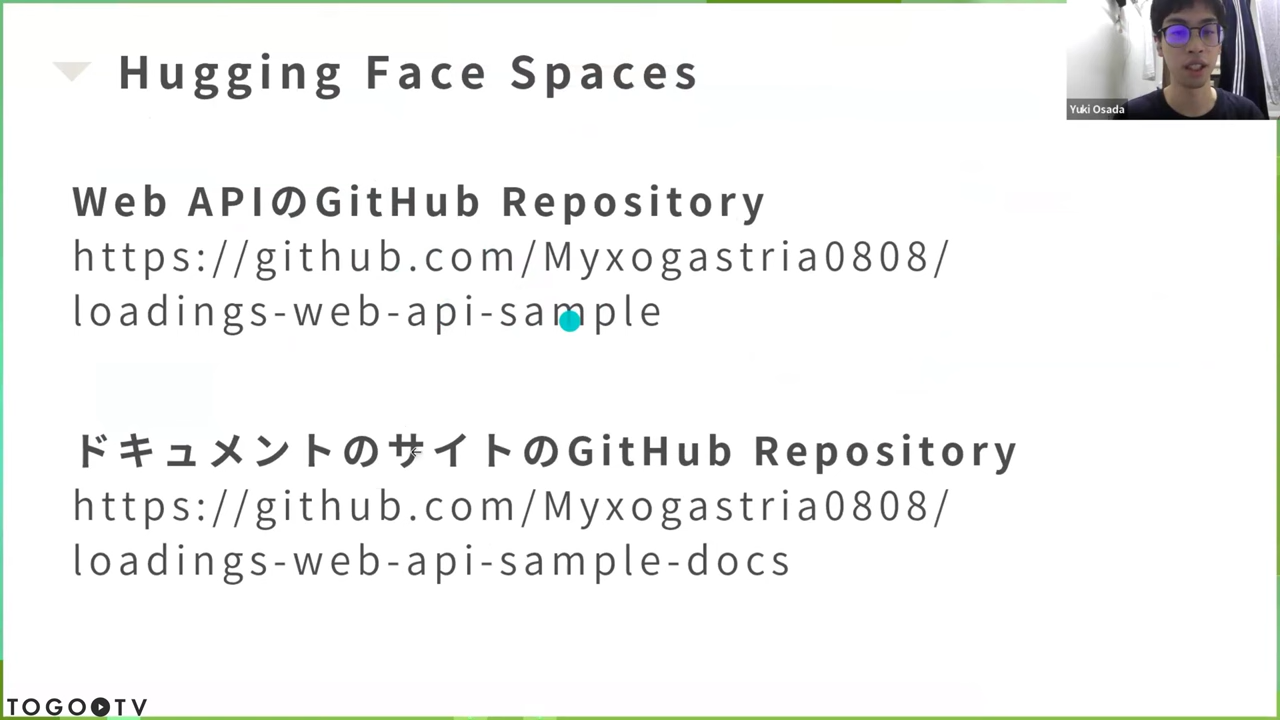 Hugging Face Spaces
Yuki Osada
Web APIのGitHub Repository
https://github.com/Myxogastria0808/
loadings-web-api-sample
ドキュメントのサイトのGitHub Repository
https://github.com/Myxogastria0808/
loadings-web-api-sample-docs
TOGOTV